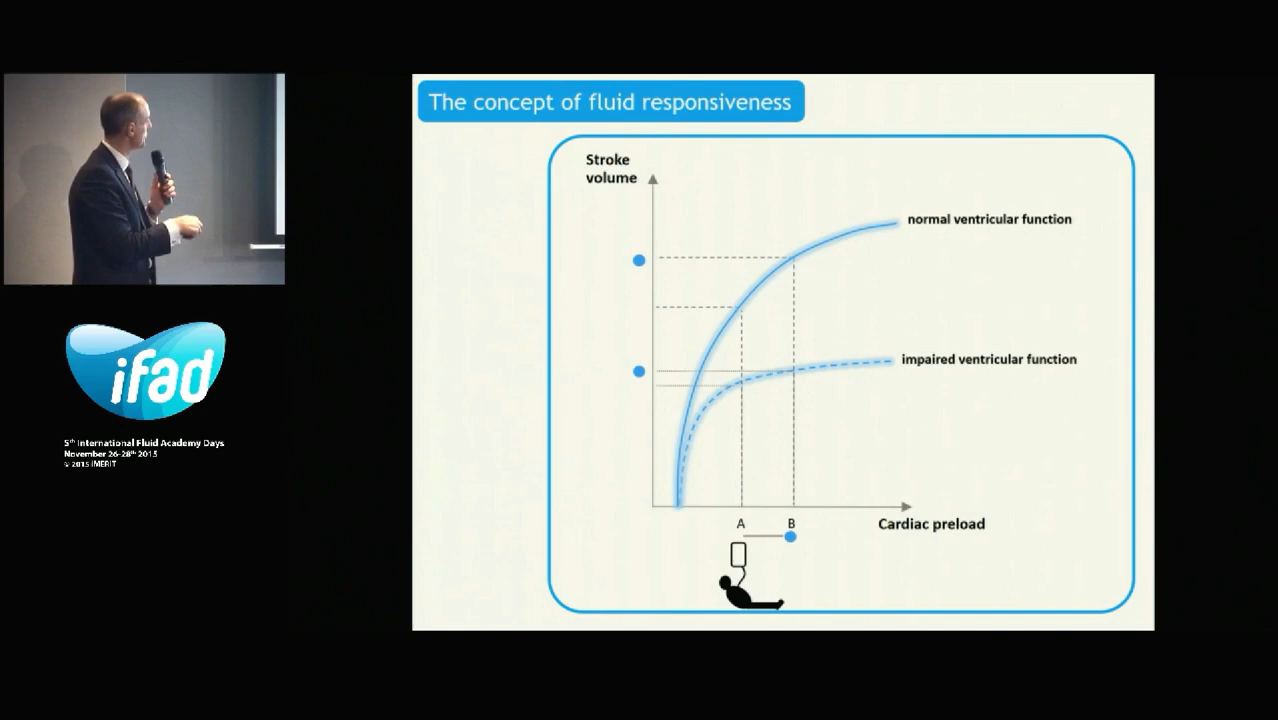 The concept of fluid responsiveness
Stroke
volume
normal ventricular function
impaired ventricular function
A B
Cardiac preload
ifad
5th International Fluid Academy Days
November 26-28th 2015
© 2015 iMERiT